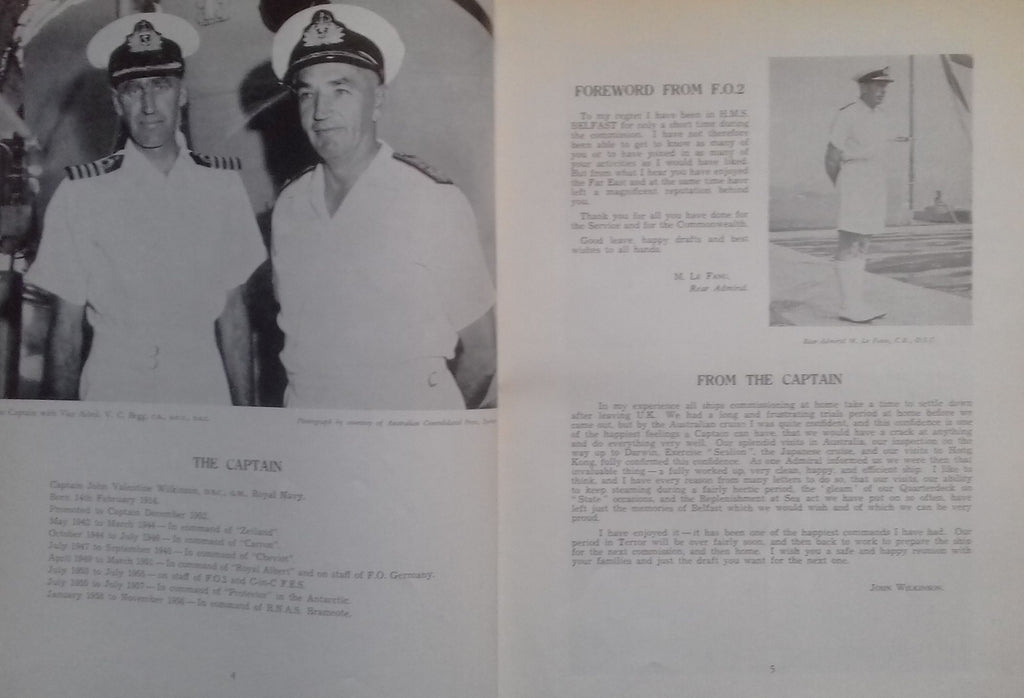 Captain with Vice Admil. V. C. Begg, C.B., D.S.O., D.S.C.
Photograph by courtesy of Australian Consolidated Press,
THE CAPTAIN
Captain John Valentine Wilkinson, D.S.C., G.M., Royal Navy.
Born 14th February
Promoted to Captain December 1952.
May 1942 to March 1944 — In command of "Zetland"
October 1944 to July — In command of "Carron".
July 1947 to September — In command of "Cheviot".
April to March 1951 — In command of "Royal Albert" and on staff of F.O. Germany.
July 1953 to July 1955 — on staff of F.O.2 and C-in-C F.E.S.
July 1955 to July 1957 — In command of "Protector" in the Antarctic.
January 1958 to November — In command of R.N.A.S. Bramcote.
4
FOREWORD FROM F.O.2
To my regret I have been in H.M.S.
BELFAST for only a short time during
the commission. I have not therefore
been able to get to know as many of
you or to have joined in as many of
your activities as I would have liked.
But from what I hear you have enjoyed
the Far East and at the same time have
left a magnificent reputation behind
you.
Thank you for all you have done for
the Service and for the Commonwealth.
Good leave, happy drafts and best
wishes to all hands.
M. Le Fanu,
Rear Admiral.
Rear Admiral M. Le Fanu, C.B., D.S.C.
FROM THE CAPTAIN
In my experience all ships commissioning at home take a time to settle down
after leaving U.K. We had a long and frustrating trials period at home before we
came out, but by the Australian cruise I was quite confident, and this confidence is one
of the happiest feelings a Captain can have, that we would have a crack at anything
and do everything very well. Our splendid visits in Australia, our inspection on the
way up to Darwin, Exercise "Sealion", the Japanese cruise, and our visits to Hong
Kong, fully confirmed this confidence. As one Admiral informed us we were then that
invaluable thing — a fully worked up, very clean, happy, and efficient ship. I like to
think, and I have every reason from many letters to do so, that our visits, our ability
to keep steaming during a fairly hectic period, the "gleam" of our Quarterdeck on
"State" occasions, and the Replenishment at Sea act we have put on so often, have
left just the memories of Belfast which we would wish and of which we can be very
proud.
I have enjoyed it — it has been one of the happiest commands I have had. Our
period in Terror will be over fairly soon, and then back to work to prepare the ship
for the next commission, and then home. I wish you a safe and happy reunion with
your families and just the draft you want for the next one.
John Wilkinson.
5